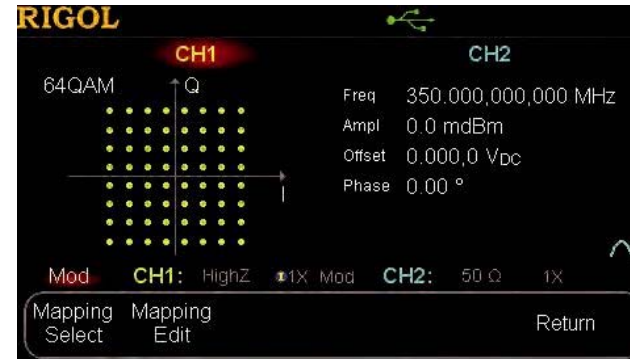 RIGOL
CH1
CH2
64QAM
Q
I
Freq 350.000,000,000 MHz
Ampl 0.0 mdBm
Offset 0.000,0 VDC
Phase 0.00 °
Mod CH1: HighZ 1X Mod CH2: 50 Ω 1X
Mapping Select
Mapping Edit
Return